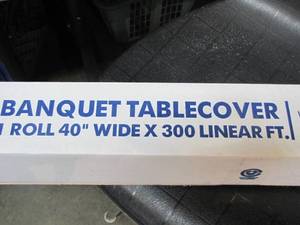 BANQUET TABLECOVER
1 ROLL 40" WIDE X 300 LINEAR FT.